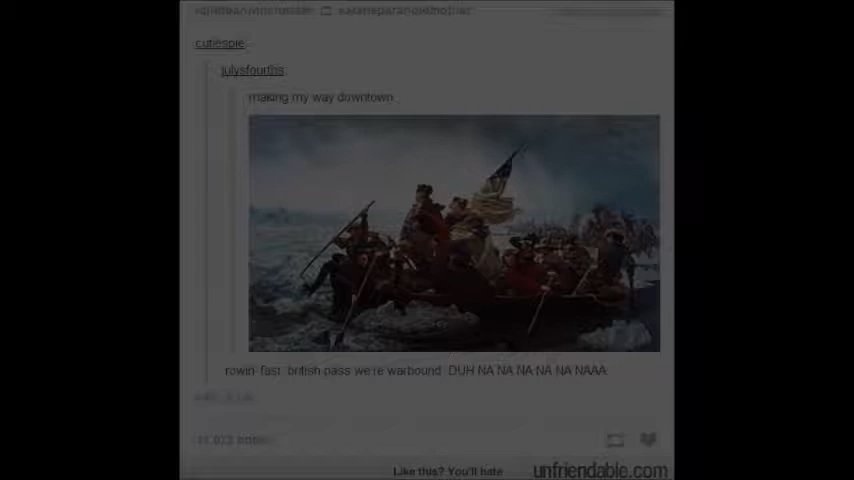 cutiespie:
julysfourths:
making my way downtown
rowin fast british pass we're warbound DUH NA NA NA NA NA NAAA
Like this? You'll hate unfriendable.com